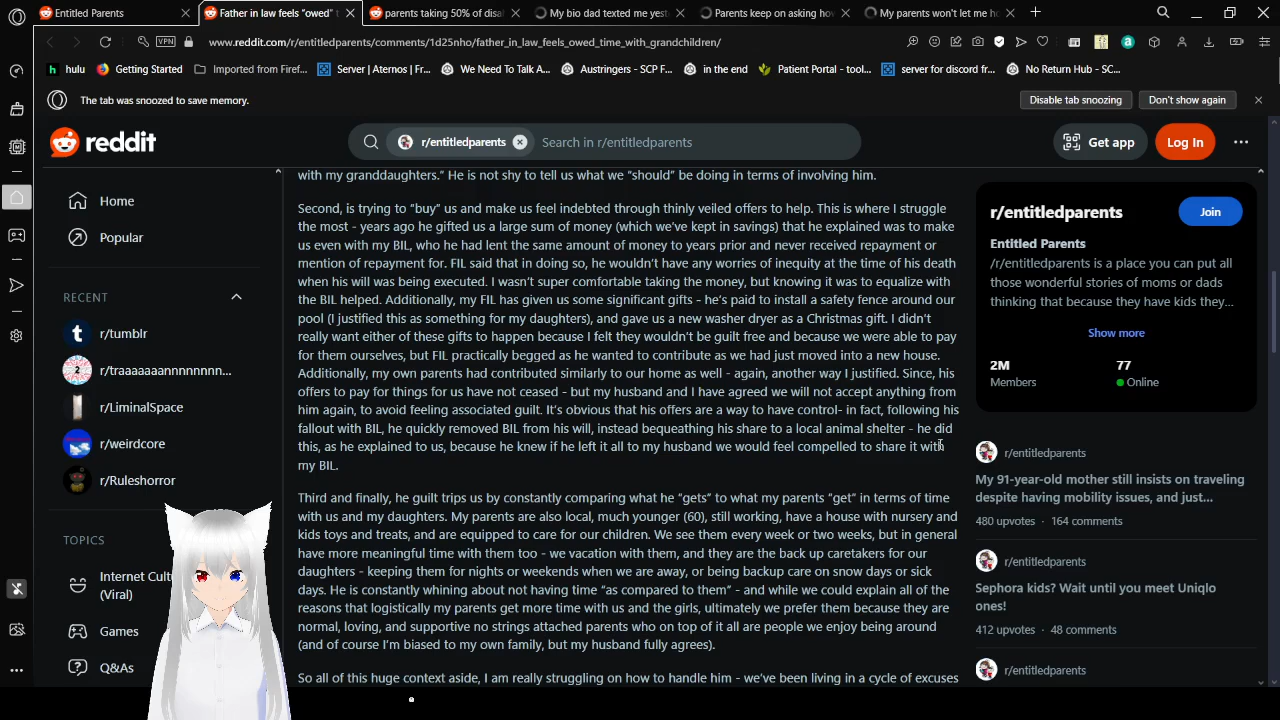 Entitled Parents
Father in law feels "owed" t
parents taking 50% of disa
My bio dad texted me yest
Parents keep on asking how
My parents won't let me h
VPN
www.reddit.com/r/entitledparents/comments/1d25nho/father_in_law_feels_owed_time_with_grandchildren/
hulu
Getting Started
Imported from Firef...
Server | Aternos | Fr...
We Need To Talk A...
Austringers - SCP F...
in the end
Patient Portal - tool...
server for discord fr...
No Return Hub - SC...
The tab was snoozed to save memory.
Disable tab snoozing
Don't show again
reddit
r/entitledparents
Search in r/entitledparents
Get app
Log In
Home
Popular
RECENT
r/tumblr
r/traaaaaaannnnnnnnn...
r/LiminalSpace
r/weirdcore
r/Ruleshorror
TOPICS
Internet Cult
(Viral)
Games
Q&As
with my granddaughters." He is not shy to tell us what we "should" be doing in terms of involving him.
Second, is trying to "buy" us and make us feel indebted through thinly veiled offers to help. This is where I struggle
the most - years ago he gifted us a large sum of money (which we've kept in savings) that he explained was to make
us even with my BIL, who he had lent the same amount of money to years prior and never received repayment or
mention of repayment for. FIL said that in doing so, he wouldn't have any worries of inequity at the time of his death
when his will was being executed. I wasn't super comfortable taking the money, but knowing it was to equalize with
the BIL helped. Additionally, my FIL has given us some significant gifts - he's paid to install a safety fence around our
pool (I justified this as something for my daughters), and gave us a new washer dryer as a Christmas gift. I didn't
really want either of these gifts to happen because I felt they wouldn't be guilt free and because we were able to pay
for them ourselves, but FIL practically begged as he wanted to contribute as we had just moved into a new house.
Additionally, my own parents had contributed similarly to our home as well - again, another way I justified. Since, his
offers to pay for things for us have not ceased - but my husband and I have agreed we will not accept anything from
him again, to avoid feeling associated guilt. It's obvious that his offers are a way to have control- in fact, following his
fallout with BIL, he quickly removed BIL from his will, instead bequeathing his share to a local animal shelter - he did
this, as he explained to us, because he knew if he left it all to my husband we would feel compelled to share it with
my BIL.
Third and finally, he guilt trips us by constantly comparing what he "gets" to what my parents "get" in terms of time
with us and my daughters. My parents are also local, much younger (60), still working, have a house with nursery and
kids toys and treats, and are equipped to care for our children. We see them every week or two weeks, but in general
have more meaningful time with them too - we vacation with them, and they are the back up caretakers for our
daughters - keeping them for nights or weekends when we are away, or being backup care on snow days or sick
days. He is constantly whining about not having time "as compared to them" - and while we could explain all of the
reasons that logistically my parents get more time with us and the girls, ultimately we prefer them because they are
normal, loving, and supportive no strings attached parents who on top of it all are people we enjoy being around
(and of course I'm biased to my own family, but my husband fully agrees).
So all of this huge context aside, I am really struggling on how to handle him - we've been living in a cycle of excuses
r/entitledparents
Join
Entitled Parents
/r/entitledparents is a place you can put all
those wonderful stories of moms or dads
thinking that because they have kids they...
Show more
2M
77
Members
Online
r/entitledparents
My 91-year-old mother still insists on traveling
despite having mobility issues, and just...
480 upvotes · 164 comments
r/entitledparents
Sephora kids? Wait until you meet Uniqlo
ones!
412 upvotes · 48 comments
r/entitledparents